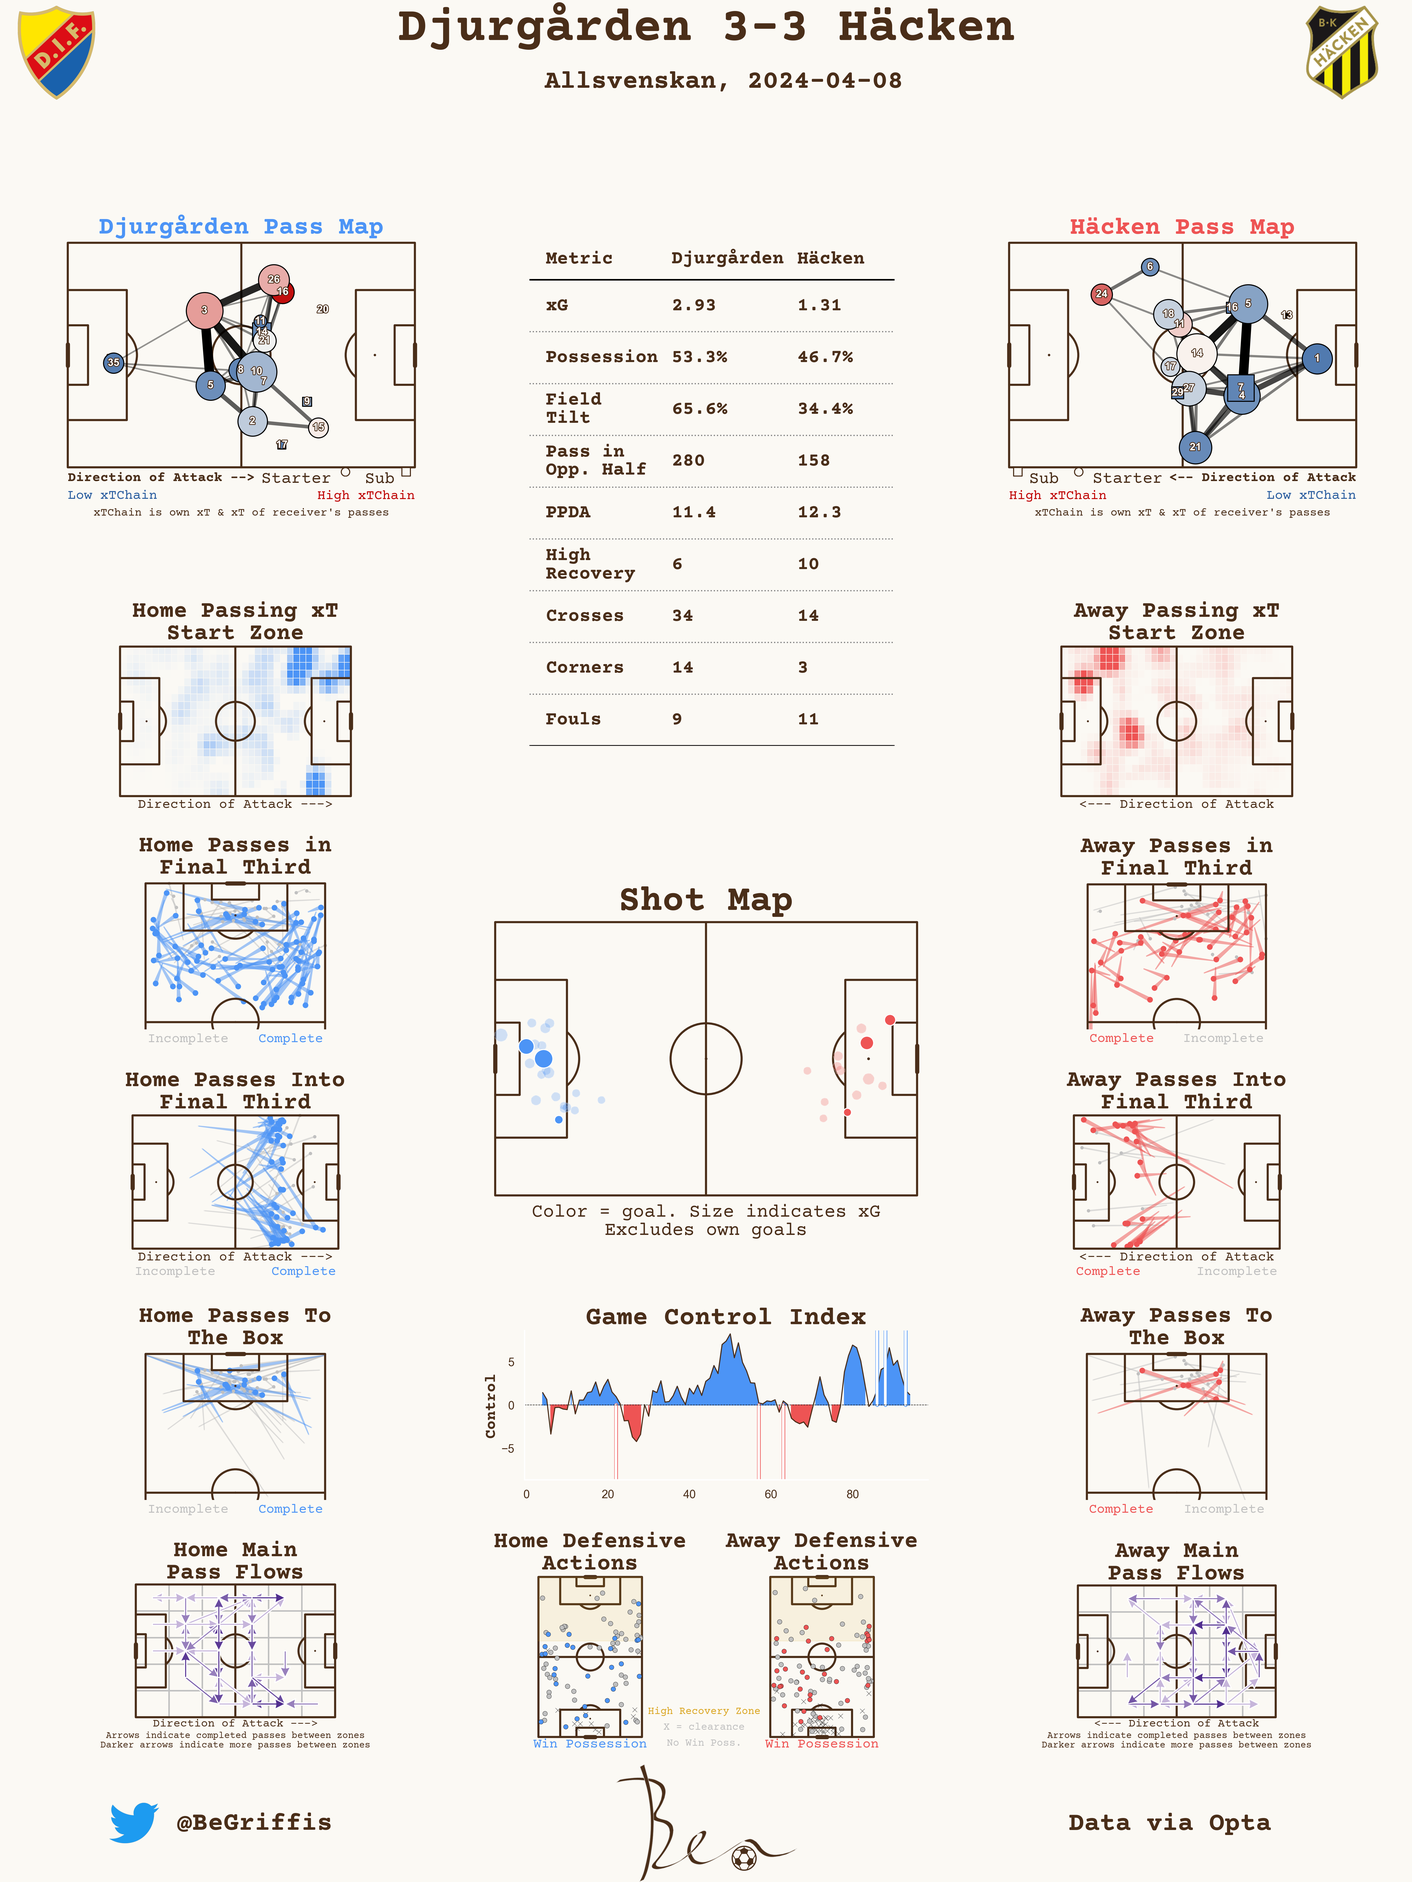 Djurgården 3-3 Häcken
Allsvenskan, 2024-04-08
D.I.F.
B·K
HÄCKEN
Djurgården Pass Map
26
16
3
20
11
14
21
35
8
10
7
5
9
2
15
17
Direction of Attack --> Starter Sub
Low xTChain High xTChain
xTChain is own xT & xT of receiver's passes
Metric Djurgården Häcken
xG 2.93 1.31
Possession 53.3% 46.7%
Field
Tilt 65.6% 34.4%
Pass in
Opp. Half 280 158
PPDA 11.4 12.3
High
Recovery 6 10
Crosses 34 14
Corners 14 3
Fouls 9 11
Häcken Pass Map
6
24
5
16
13
18
11
14
1
17
27
29
7
4
21
Sub Starter <-- Direction of Attack
High xTChain Low xTChain
xTChain is own xT & xT of receiver's passes
Home Passing xT
Start Zone
Direction of Attack --->
Away Passing xT
Start Zone
<--- Direction of Attack
Home Passes in
Final Third
Incomplete Complete
Away Passes in
Final Third
Complete Incomplete
Shot Map
Color = goal. Size indicates xG
Excludes own goals
Home Passes Into
Final Third
Direction of Attack --->
Incomplete Complete
Away Passes Into
Final Third
<--- Direction of Attack
Complete Incomplete
Home Passes To
The Box
Incomplete Complete
Game Control Index
Control
5
0
−5
0 20 40 60 80
Away Passes To
The Box
Complete Incomplete
Home Main
Pass Flows
Direction of Attack --->
Arrows indicate completed passes between zones
Darker arrows indicate more passes between zones
Home Defensive
Actions
Win Possession
Away Defensive
Actions
Win Possession
High Recovery Zone
X = clearance
No Win Poss.
Away Main
Pass Flows
<--- Direction of Attack
Arrows indicate completed passes between zones
Darker arrows indicate more passes between zones
@BeGriffis
Ben
Data via Opta